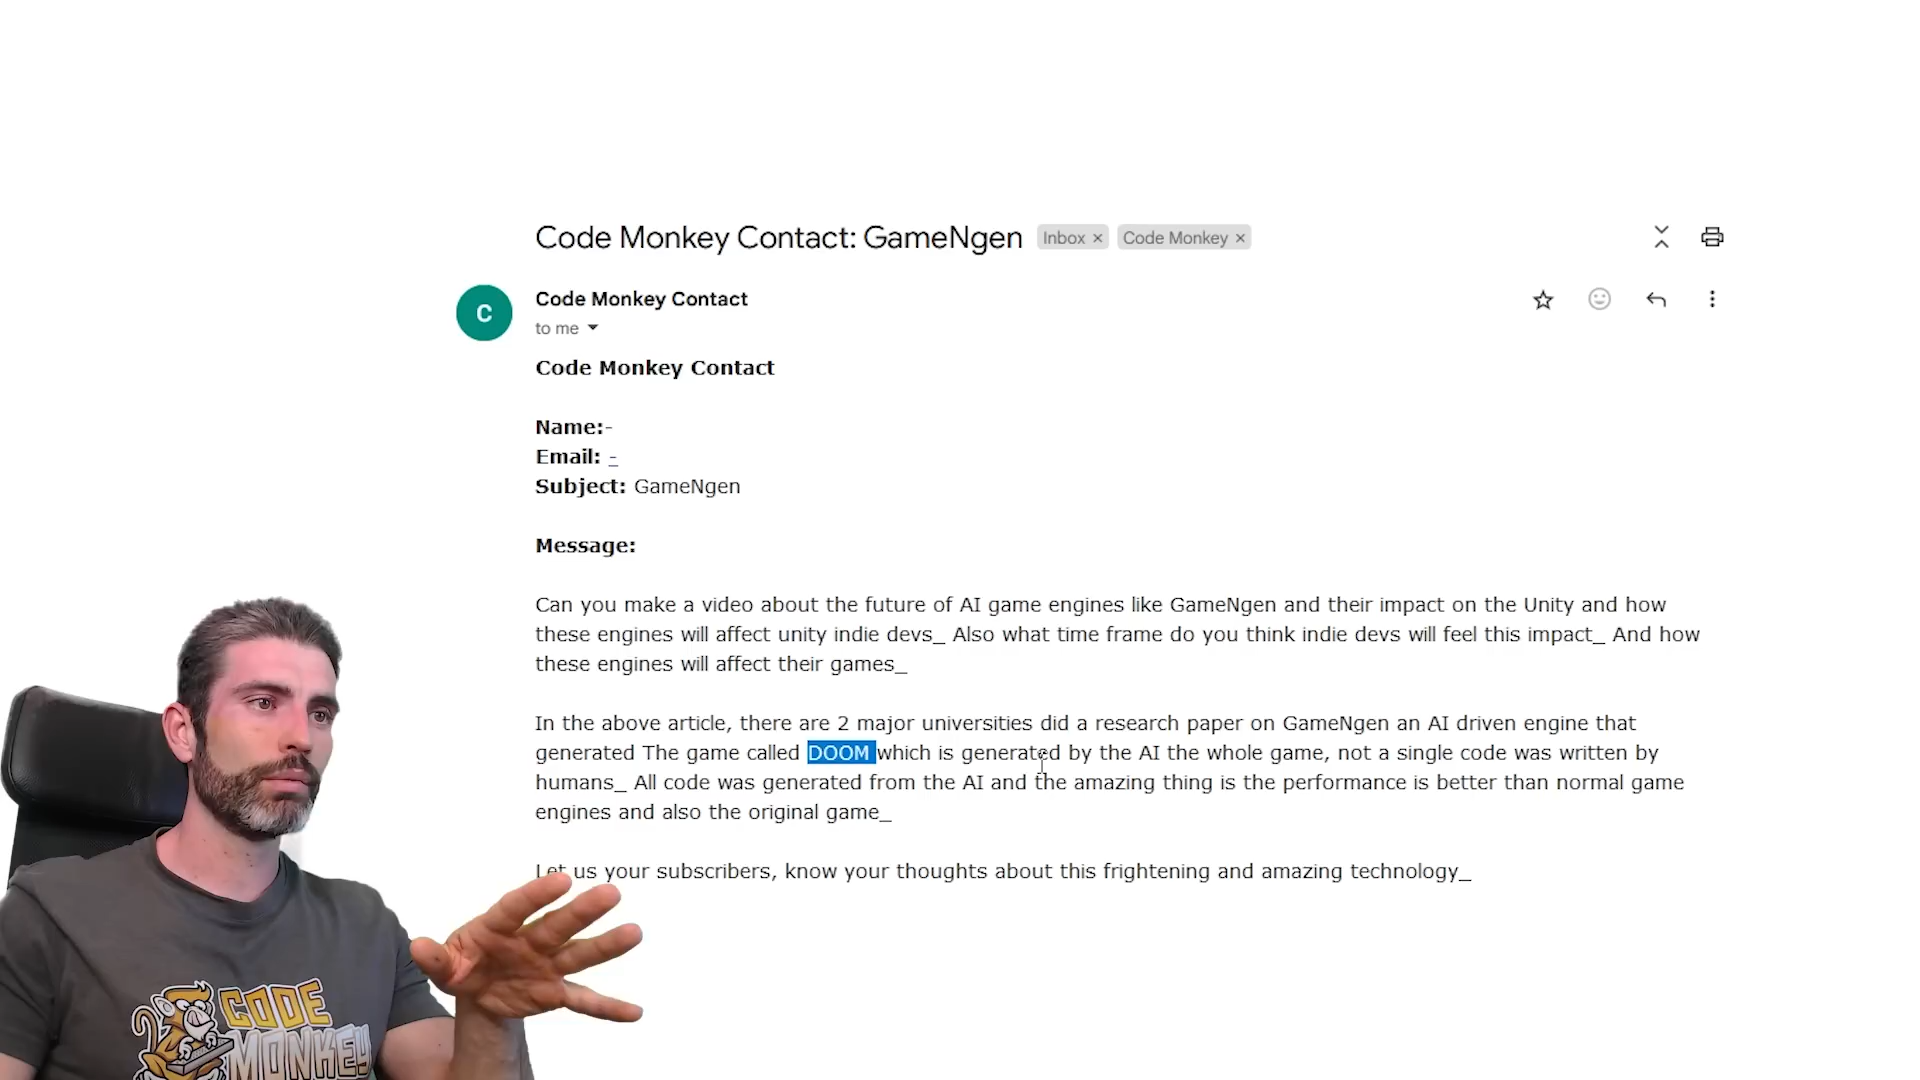 Code Monkey Contact: GameNgen Inbox × Code Monkey ×
C
Code Monkey Contact
to me
Code Monkey Contact
Name:-
Email: -
Subject: GameNgen
Message:
Can you make a video about the future of AI game engines like GameNgen and their impact on the Unity and how
these engines will affect unity indie devs_ Also what time frame do you think indie devs will feel this impact_ And how
these engines will affect their games_
In the above article, there are 2 major universities did a research paper on GameNgen an AI driven engine that
generated The game called DOOM which is generated by the AI the whole game, not a single code was written by
humans_ All code was generated from the AI and the amazing thing is the performance is better than normal game
engines and also the original game_
Let us your subscribers, know your thoughts about this frightening and amazing technology_
CODE
MONKEY